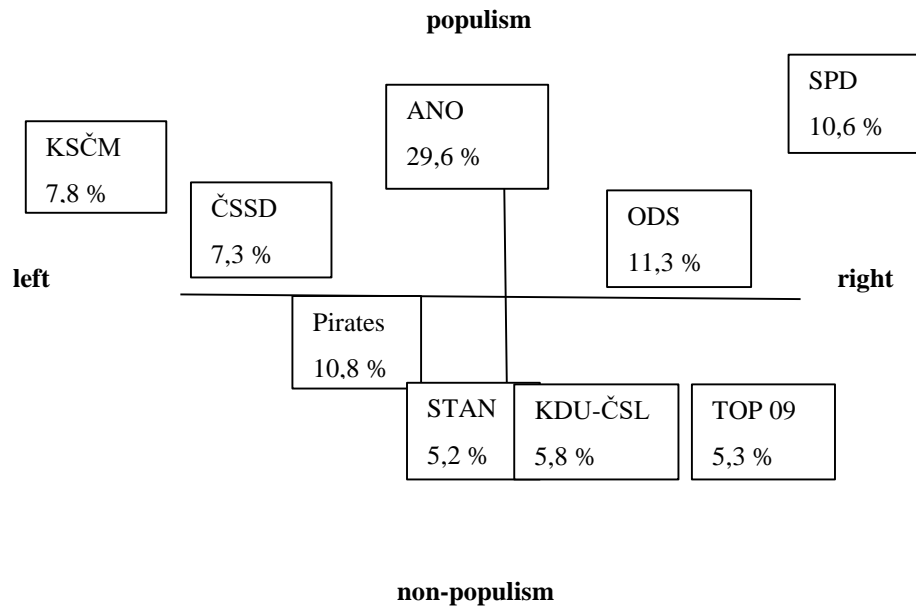 populism
SPD
10,6 %
ANO
29,6 %
KSČM
7,8 %
ČSSD
7,3 %
ODS
11,3 %
left
right
Pirates
10,8 %
STAN
5,2 %
KDU-ČSL
5,8 %
TOP 09
5,3 %
non-populism